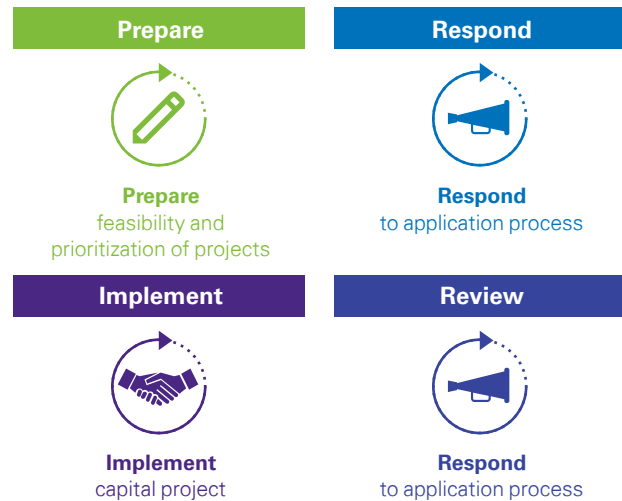 Prepare
Prepare
feasibility and
prioritization of projects
Respond
Respond
to application process
Implement
Implement
capital project
Review
Respond
to application process